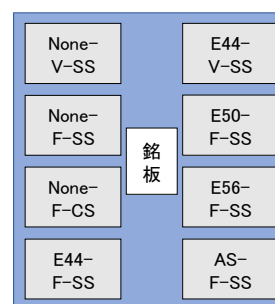 None-
V-SS
E44-
V-SS
None-
F-SS
E50-
F-SS
銘
板
None-
F-CS
E56-
F-SS
E44-
F-SS
AS-
F-SS